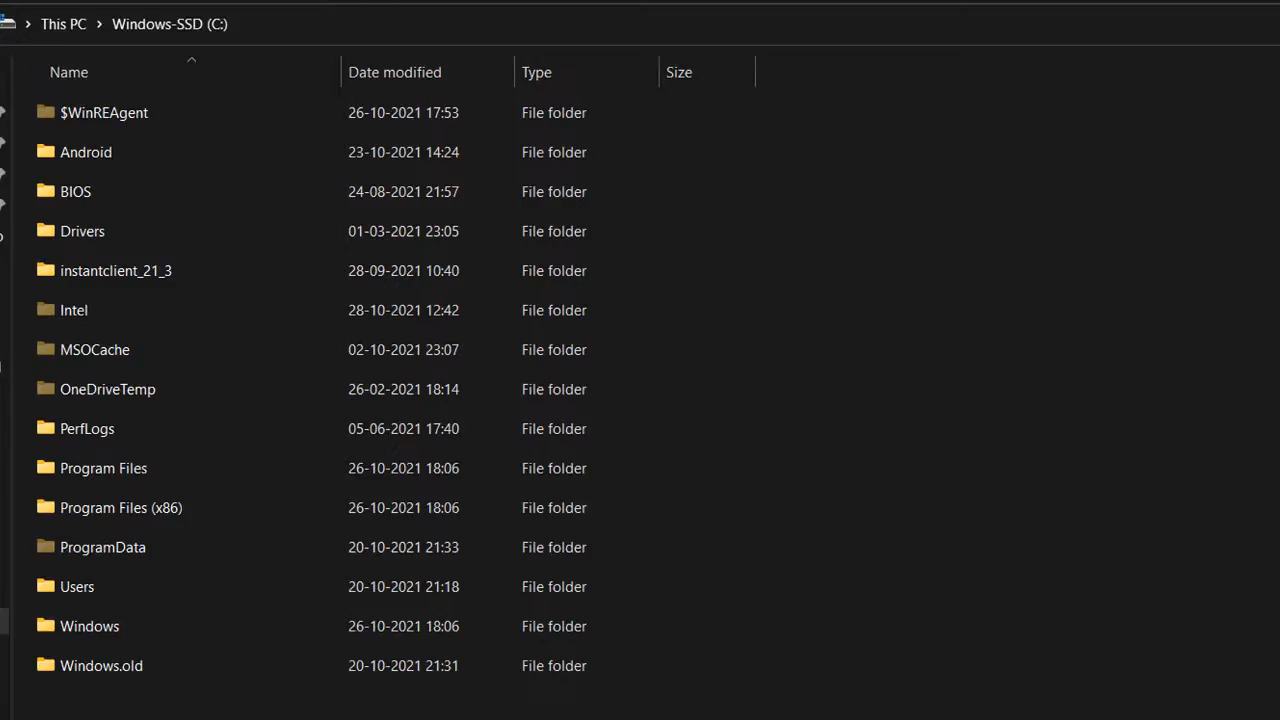 This PC > Windows-SSD (C:)
Name Date modified Type Size
$WinREAgent 26-10-2021 17:53 File folder
Android 23-10-2021 14:24 File folder
BIOS 24-08-2021 21:57 File folder
Drivers 01-03-2021 23:05 File folder
instantclient_21_3 28-09-2021 10:40 File folder
Intel 28-10-2021 12:42 File folder
MSOCache 02-10-2021 23:07 File folder
OneDriveTemp 26-02-2021 18:14 File folder
PerfLogs 05-06-2021 17:40 File folder
Program Files 26-10-2021 18:06 File folder
Program Files (x86) 26-10-2021 18:06 File folder
ProgramData 20-10-2021 21:33 File folder
Users 20-10-2021 21:18 File folder
Windows 26-10-2021 18:06 File folder
Windows.old 20-10-2021 21:31 File folder